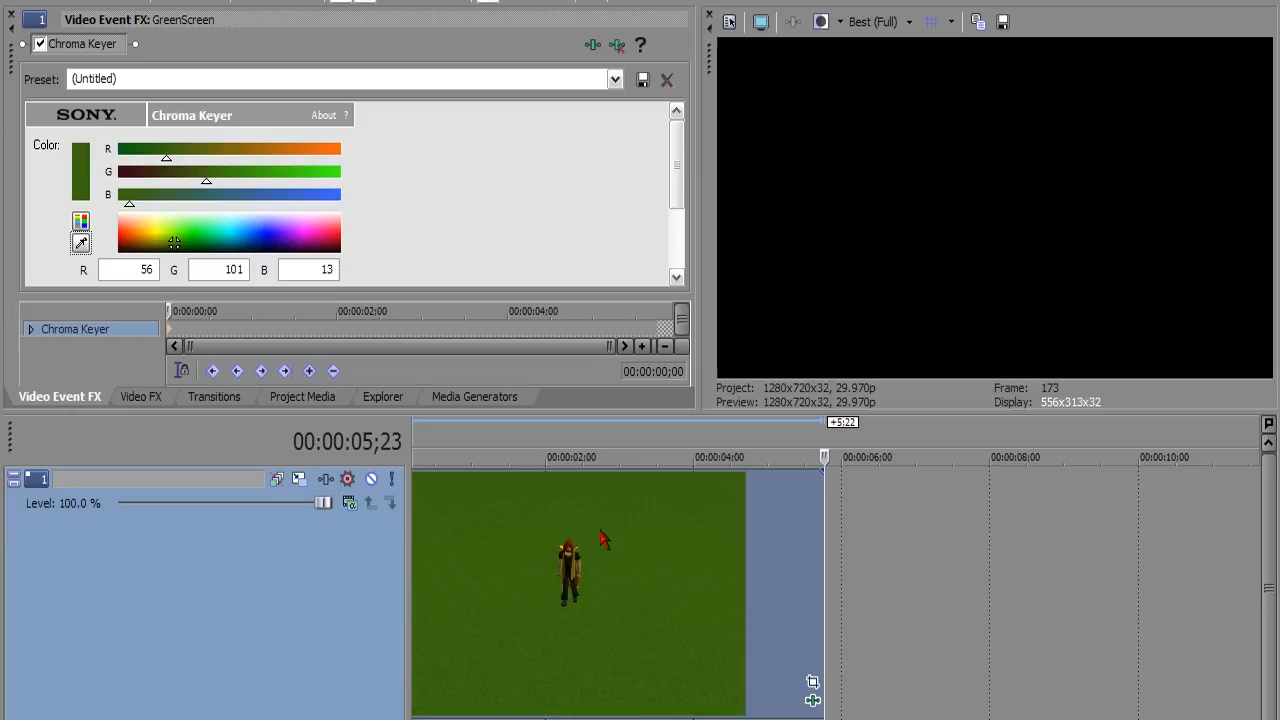 1 Video Event FX: GreenScreen
Chroma Keyer
?
Best (Full)
Preset: (Untitled)
SONY. Chroma Keyer About ?
Color: R
G
B
R 56 G 101 B 13
0:00:00;00 00:00:02;00 00:00:04;00
Chroma Keyer
00:00:00;00
Video Event FX Video FX Transitions Project Media Explorer Media Generators
Project: 1280x720x32, 29.970p Frame: 173
Preview: 1280x720x32, 29.970p Display: 556x313x32
+5:22
00:00:05;23
00:00:02;00 00:00:04;00 00:00:06;00 00:00:08;00 00:00:10;00
1
Level: 100.0 %